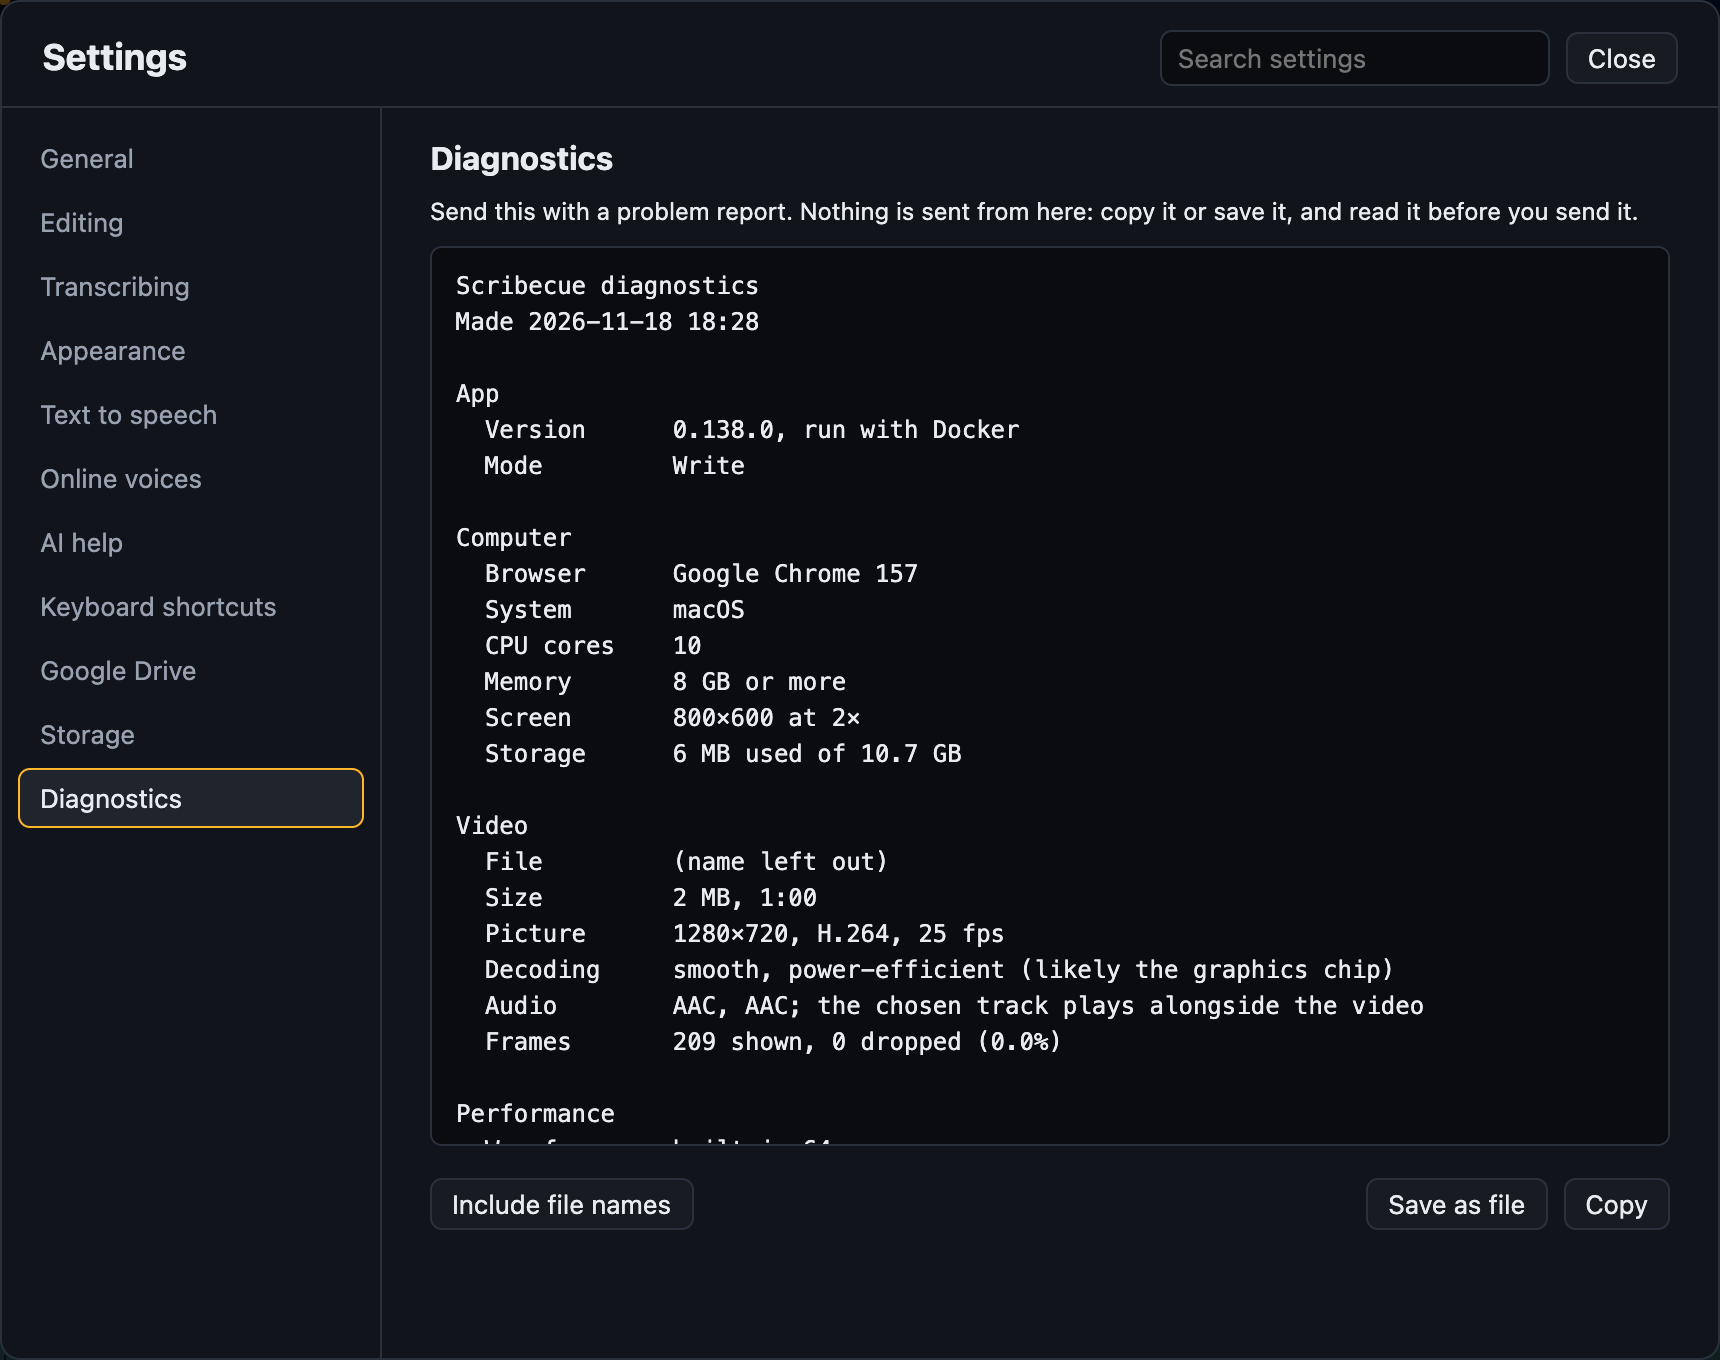 Settings
Search settings
Close
General
Editing
Transcribing
Appearance
Text to speech
Online voices
AI help
Keyboard shortcuts
Google Drive
Storage
Diagnostics
Diagnostics
Send this with a problem report. Nothing is sent from here: copy it or save it, and read it before you send it.
Scribecue diagnostics
Made 2026-11-18 18:28
App
Version 0.138.0, run with Docker
Mode Write
Computer
Browser Google Chrome 157
System macOS
CPU cores 10
Memory 8 GB or more
Screen 800×600 at 2×
Storage 6 MB used of 10.7 GB
Video
File (name left out)
Size 2 MB, 1:00
Picture 1280×720, H.264, 25 fps
Decoding smooth, power-efficient (likely the graphics chip)
Audio AAC, AAC; the chosen track plays alongside the video
Frames 209 shown, 0 dropped (0.0%)
Performance
Include file names
Save as file
Copy